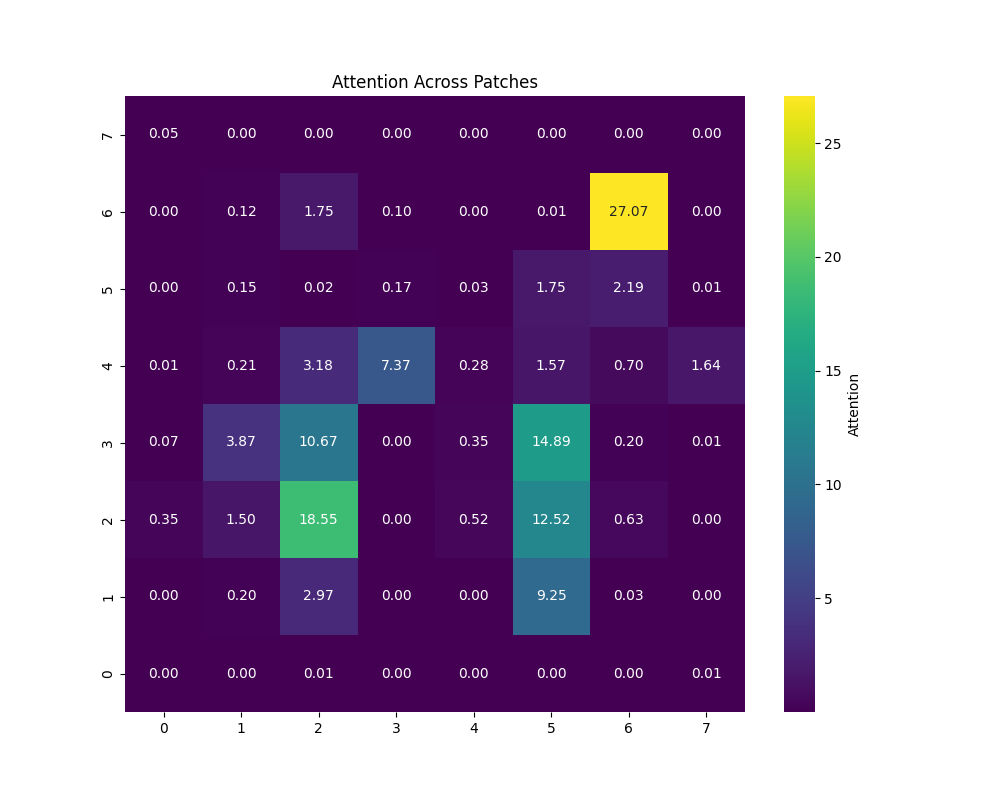 Attention Across Patches
7 0.05 0.00 0.00 0.00 0.00 0.00 0.00 0.00
6 0.00 0.12 1.75 0.10 0.00 0.01 27.07 0.00
5 0.00 0.15 0.02 0.17 0.03 1.75 2.19 0.01
4 0.01 0.21 3.18 7.37 0.28 1.57 0.70 1.64
3 0.07 3.87 10.67 0.00 0.35 14.89 0.20 0.01
2 0.35 1.50 18.55 0.00 0.52 12.52 0.63 0.00
1 0.00 0.20 2.97 0.00 0.00 9.25 0.03 0.00
0 0.00 0.00 0.01 0.00 0.00 0.00 0.00 0.01
0 1 2 3 4 5 6 7
25
20
15
10
5
Attention